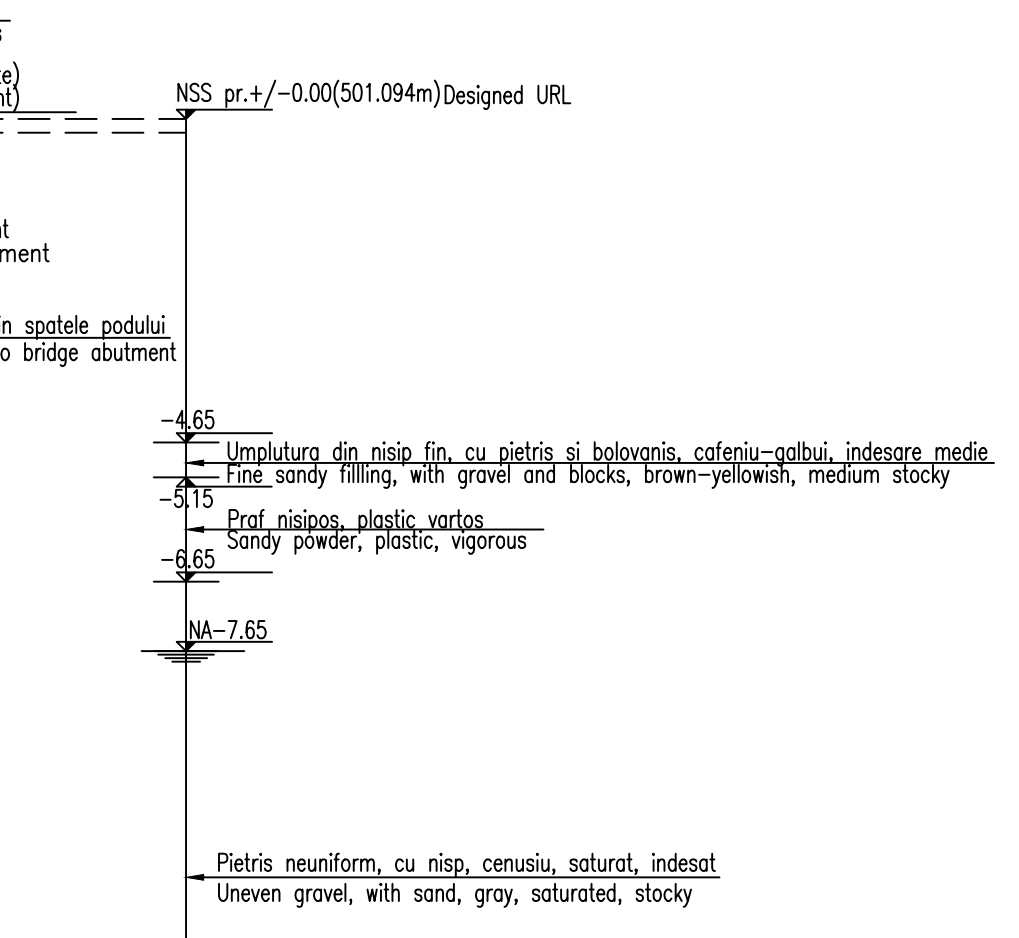 NSS pr.+/-0.00(501.094m)Designed URL
ment
spatele podului
bridge abutment
-4.65
Umplutura din nisip fin, cu pietris si bolovanis, cafeniu-galbui, indesare medie
Fine sandy fillling, with gravel and blocks, brown-yellowish, medium stocky
-5.15
Praf nisipos, plastic vartos
Sandy powder, plastic, vigorous
-6.65
NA-7.65
Pietris neuniform, cu nisp, cenusiu, saturat, indesat
Uneven gravel, with sand, gray, saturated, stocky